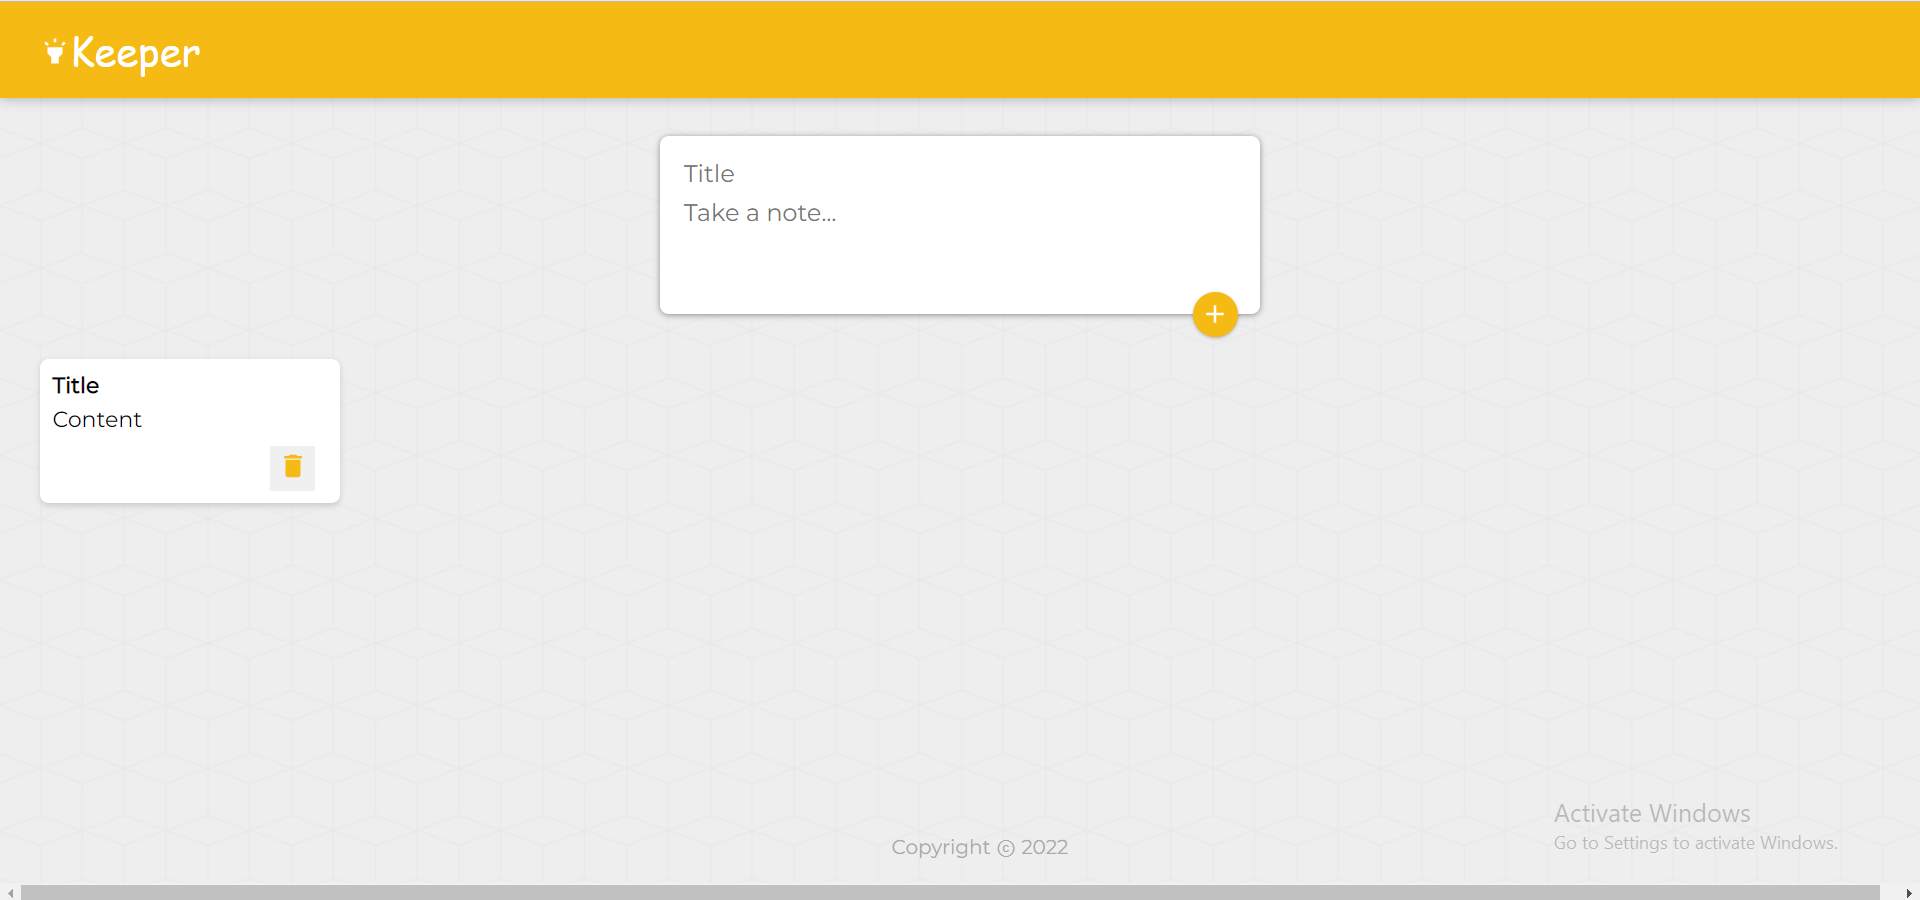 Keeper
Title
Take a note...
Title
Content
Activate Windows
Go to Settings to activate Windows.
Copyright © 2022